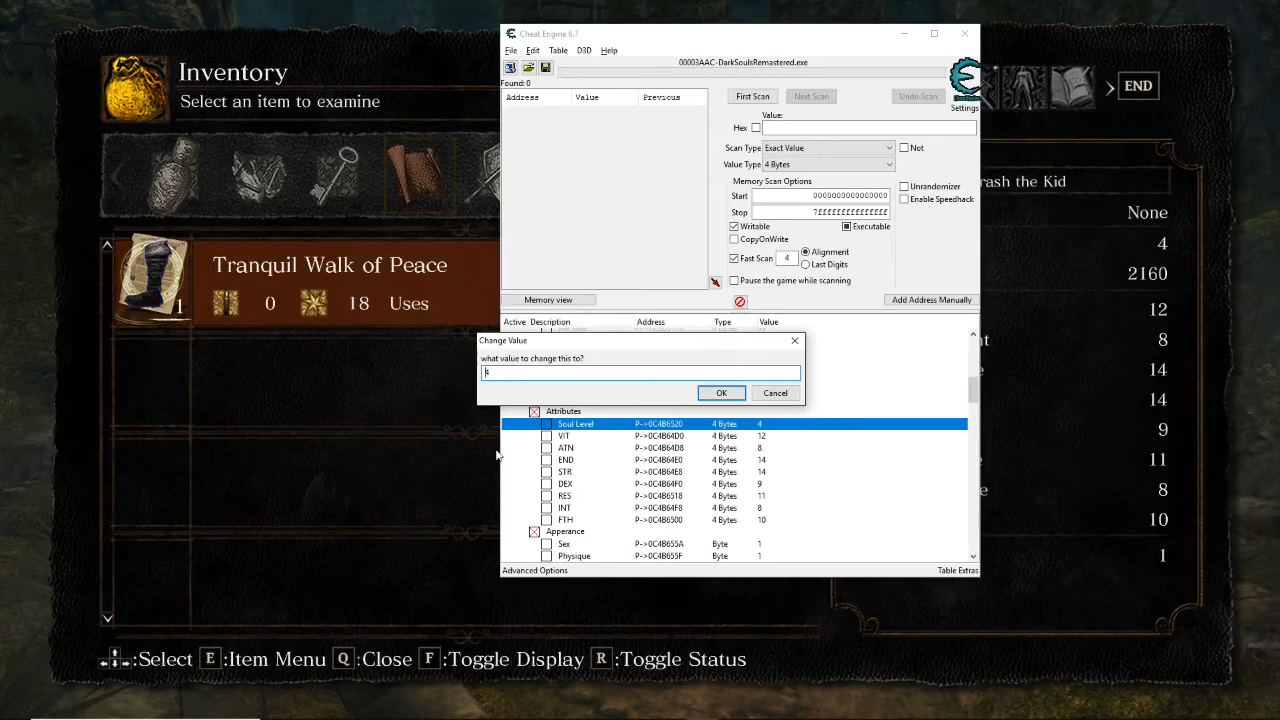 Inventory
Select an item to examine
END
Tranquil Walk of Peace
0 18 Uses
1
Cheat Engine 6.7
File Edit Table D3D Help
00003AAC-DarkSoulsRemastered.exe
Found: 0
Address Value Previous
First Scan Next Scan Undo Scan
Settings
Value:
Hex
Scan Type Exact Value Not
Value Type 4 Bytes
Memory Scan Options
Start 0000000000000000
Stop 7fffffffffffffff
Writable Executable
CopyOnWrite
Fast Scan 4 Alignment
Last Digits
Pause the game while scanning
Unrandomizer
Enable Speedhack
Memory view Add Address Manually
Active Description Address Type Value
Change Value
what value to change this to?
4
OK Cancel
Attributes
Soul Level P->0C4B6520 4 Bytes 4
VIT P->0C4B64D0 4 Bytes 12
ATN P->0C4B64D8 4 Bytes 8
END P->0C4B64E0 4 Bytes 14
STR P->0C4B64E8 4 Bytes 14
DEX P->0C4B64F0 4 Bytes 9
RES P->0C4B6518 4 Bytes 11
INT P->0C4B64F8 4 Bytes 8
FTH P->0C4B6500 4 Bytes 10
Apperance
Sex P->0C4B655A Byte 1
Physique P->0C4B655F Byte 1
Advanced Options Table Extras
rash the Kid
None
4
2160
12
nt 8
e 14
14
9
11
e 8
10
1
:Select E:Item Menu Q:Close F:Toggle Display R:Toggle Status